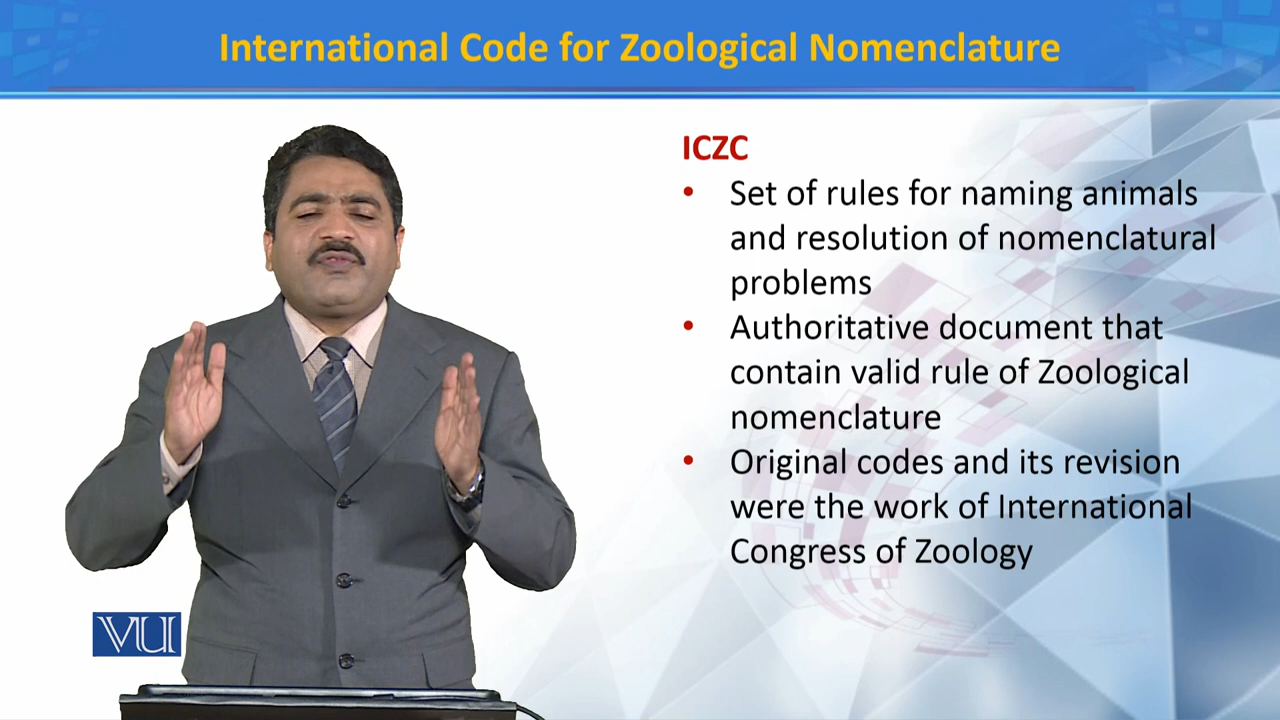 International Code for Zoological Nomenclature
ICZC
• Set of rules for naming animals
and resolution of nomenclatural
problems
• Authoritative document that
contain valid rule of Zoological
nomenclature
• Original codes and its revision
were the work of International
Congress of Zoology
VU